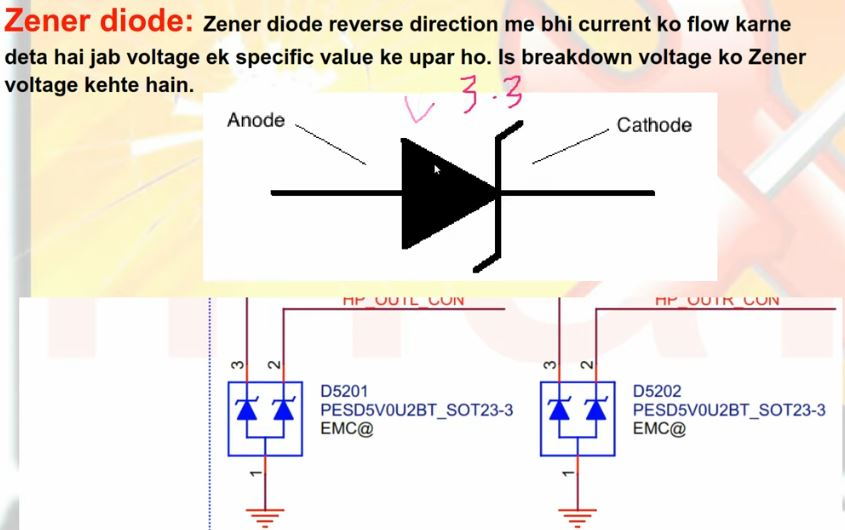 Zener diode: Zener diode reverse direction me bhi current ko flow karne
deta hai jab voltage ek specific value ke upar ho. Is breakdown voltage ko Zener
voltage kehte hain.
3.3
Anode
Cathode
HP_OUTL_CON
HP_OUTR_CON
3 2
3 2
D5201
PESD5V0U2BT_SOT23-3
EMC@
D5202
PESD5V0U2BT_SOT23-3
EMC@
1
1